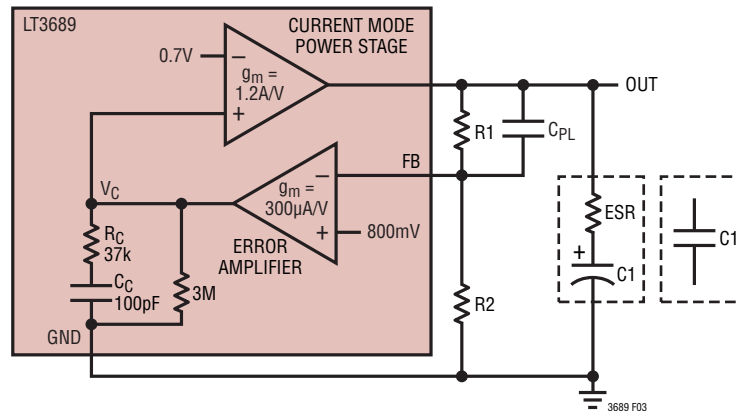 LT3689
CURRENT MODE
POWER STAGE
0.7V
–
gm =
1.2A/V
+
OUT
R1
CPL
FB
VC
–
gm =
300µA/V
+
800mV
ERROR
AMPLIFIER
RC
37k
CC
100pF
3M
GND
R2
ESR
+
C1
C1
3689 F03